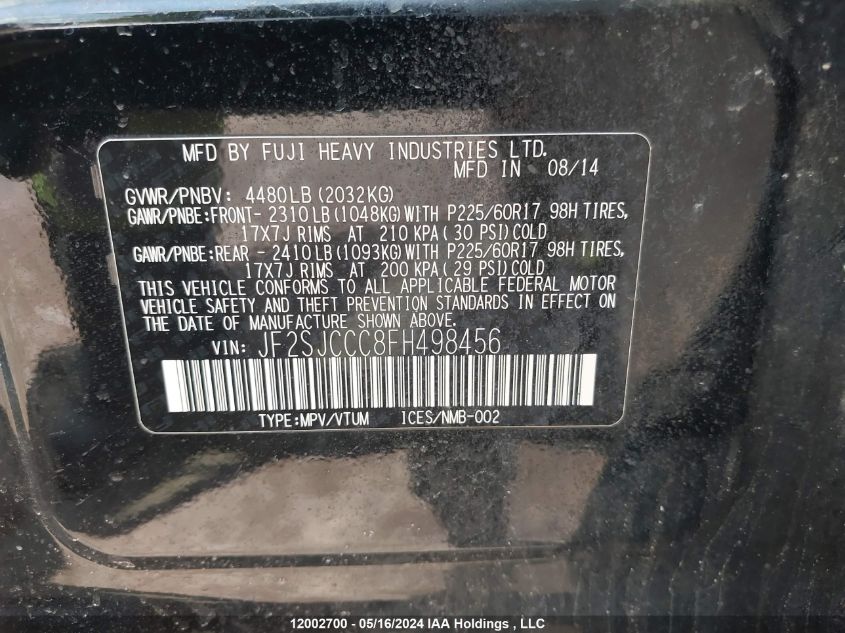 MFD BY FUJI HEAVY INDUSTRIES LTD.
MFD IN 08/14
GVWR/PNBV: 4480LB (2032KG)
GAWR/PNBE:FRONT- 2310LB (1048KG) WITH P225/60R17 98H TIRES,
17X7J RIMS AT 210 KPA (30 PSI) COLD
GAWR/PNBE:REAR - 2410LB (1093KG) WITH P225/60R17 98H TIRES,
17X7J RIMS AT 200 KPA (29 PSI) COLD
THIS VEHICLE CONFORMS TO ALL APPLICABLE FEDERAL MOTOR
VEHICLE SAFETY AND THEFT PREVENTION STANDARDS IN EFFECT ON
THE DATE OF MANUFACTURE SHOWN ABOVE.
VIN: JF2SJCCC8FH498456
TYPE:MPV/VTUM ICES/NMB-002
12002700 - 05/16/2024 IAA Holdings , LLC